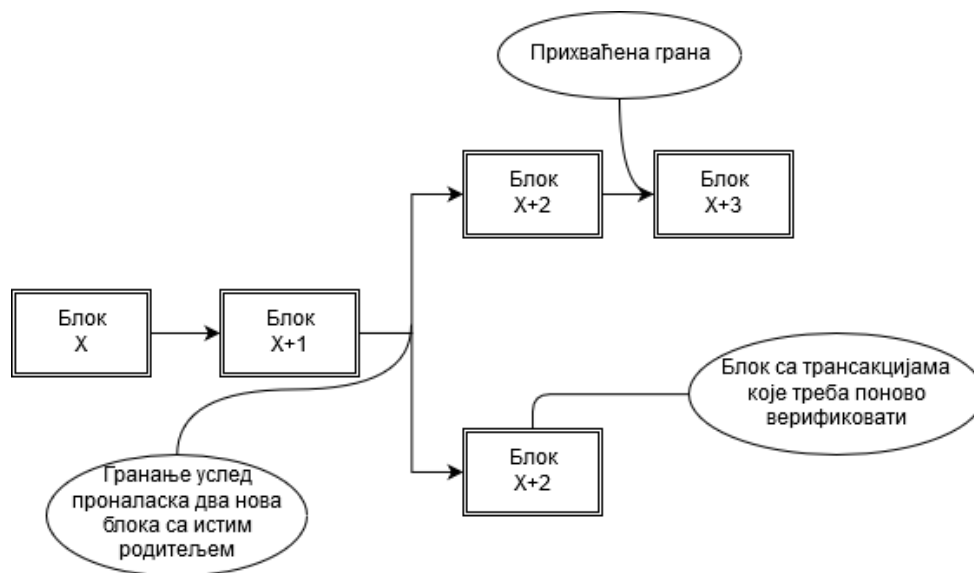 Прихваћена грана
Блок
X+2
Блок
X+3
Блок
X
Блок
X+1
Блок са трансакцијама
које треба поново
верификовати
Блок
X+2
Гранање услед
проналаска два нова
блока са истим
родитељем